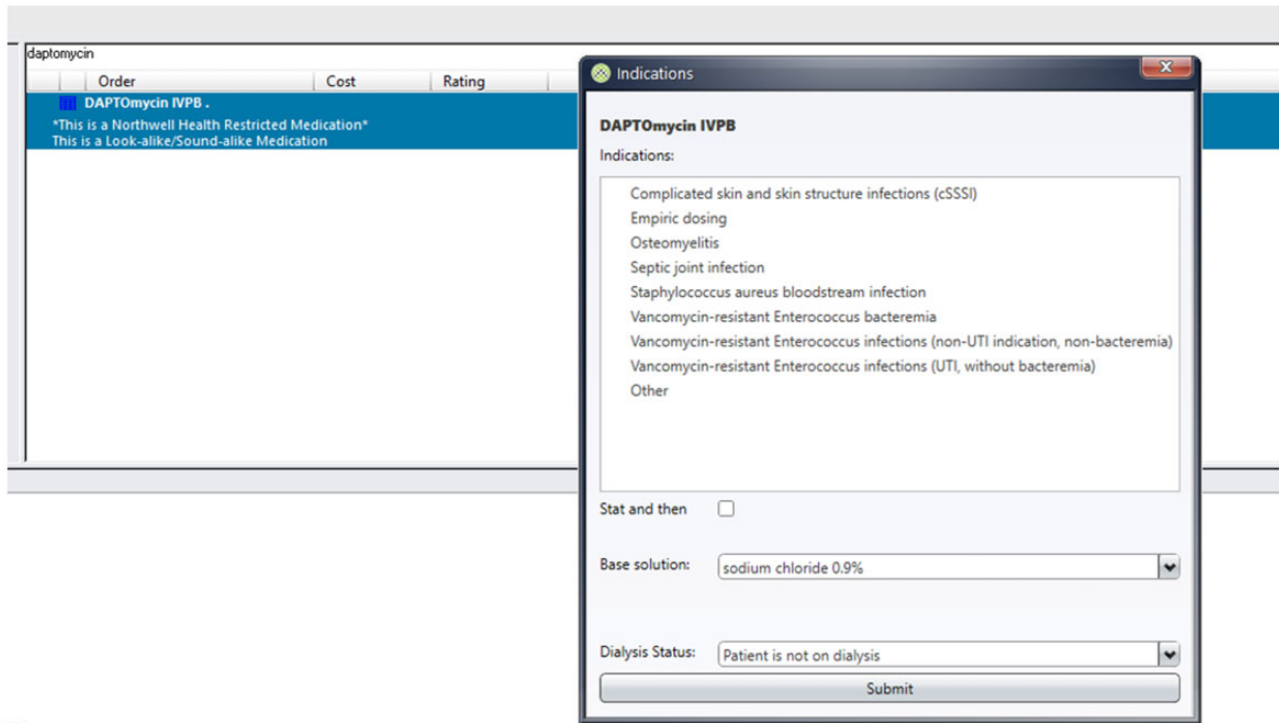 daptomycin
Order Cost Rating
DAPTOmycin IVPB .
*This is a Northwell Health Restricted Medication*
This is a Look-alike/Sound-alike Medication
Indications
DAPTOmycin IVPB
Indications:
Complicated skin and skin structure infections (cSSSI)
Empiric dosing
Osteomyelitis
Septic joint infection
Staphylococcus aureus bloodstream infection
Vancomycin-resistant Enterococcus bacteremia
Vancomycin-resistant Enterococcus infections (non-UTI indication, non-bacteremia)
Vancomycin-resistant Enterococcus infections (UTI, without bacteremia)
Other
Stat and then
Base solution: sodium chloride 0.9%
Dialysis Status: Patient is not on dialysis
Submit